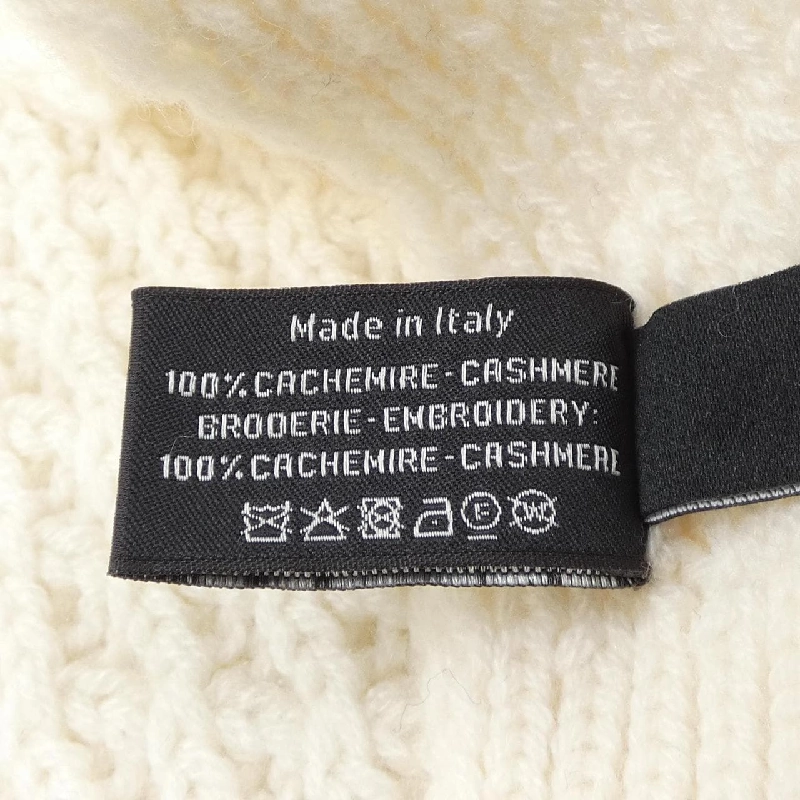 Made in Italy
100% CACHEMIRE-CASHMERE
BRODERIE-EMBROIDERY:
100% CACHEMIRE-CASHMERE
P W